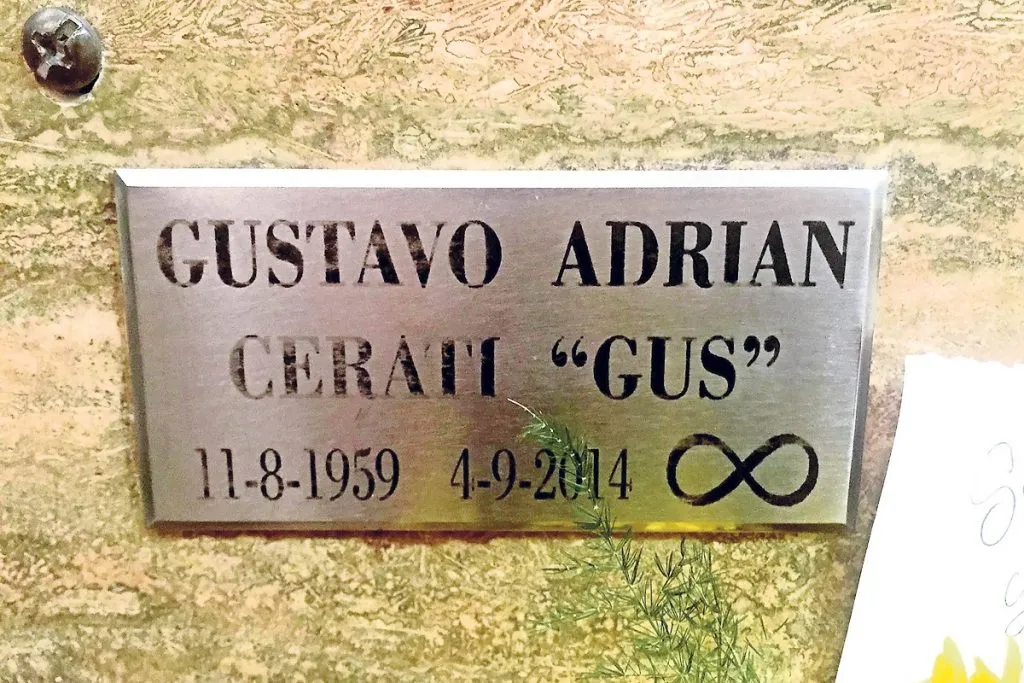 GUSTAVO ADRIAN
CERATI “GUS”
11-8-1959 4-9-2014 ∞